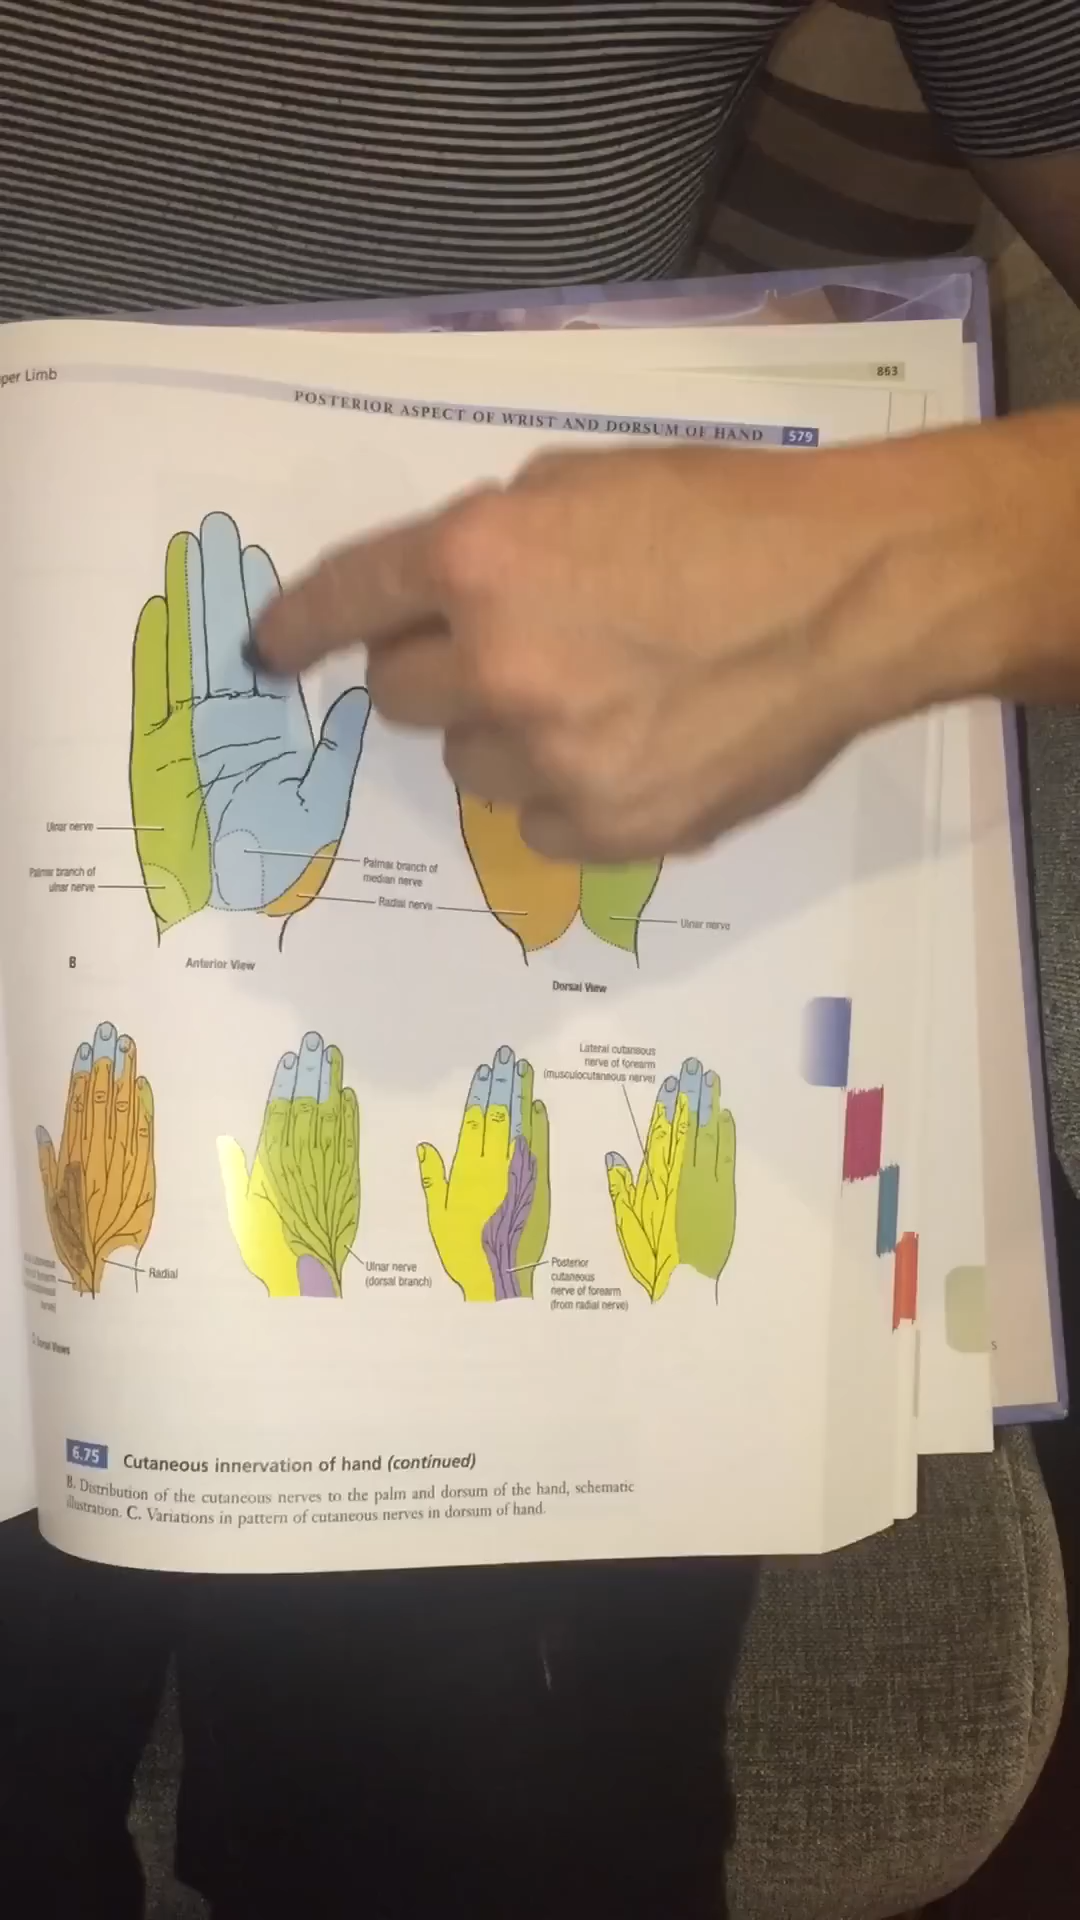 per Limb
863
POSTERIOR ASPECT OF WRIST AND DORSUM OF HAND 579
Ulnar nerve
Palmar branch of
ulnar nerve
Palmar branch of
median nerve
Radial nerve
Ulnar nerve
B
Anterior View
Dorsal View
Lateral cutaneous
nerve of forearm
(musculocutaneous nerve)
Radial
Ulnar nerve
(dorsal branch)
Posterior
cutaneous
nerve of forearm
(from radial nerve)
nerve)
Dorsal Views
S
6.75 Cutaneous innervation of hand (continued)
B. Distribution of the cutaneous nerves to the palm and dorsum of the hand, schematic
illustration. C. Variations in pattern of cutaneous nerves in dorsum of hand.